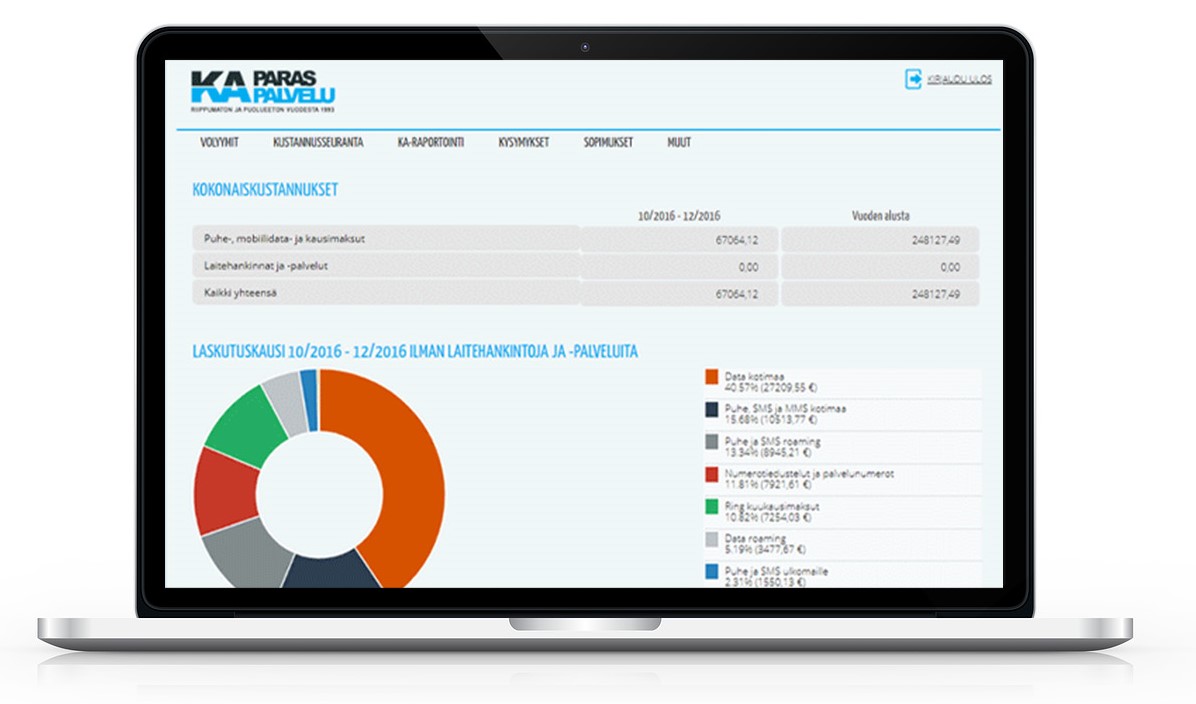 KA PARAS
PALVELU
RIIPPUMATON JA PUOLUEETON VUODESTA 1993
KIRJAUDU ULOS
VOLYYMIT KUSTANNUSSEURANTA KA-RAPORTOINTI KYSYMYKSET SOPIMUKSET MUUT
KOKONAISKUSTANNUKSET
10/2016 - 12/2016 Vuoden alusta
Puhe-, mobiilidata- ja kausimaksut 67064,12 248127,49
Laitehankinnat ja -palvelut 0,00 0,00
Kaikki yhteensä 67064,12 248127,49
LASKUTUSKAUSI 10/2016 - 12/2016 ILMAN LAITEHANKINTOJA JA -PALVELUITA
Data kotimaa
40.57% (27209,55 €)
Puhe, SMS ja MMS kotimaa
15.68% (10513,77 €)
Puhe ja SMS roaming
13.34% (8945,21 €)
Numerotiedustelut ja palvelunumerot
11.81% (7921,61 €)
Ring kuukausimaksut
10.82% (7254,03 €)
Data roaming
5.19% (3477,67 €)
Puhe ja SMS ulkomaille
2.31% (1550,13 €)